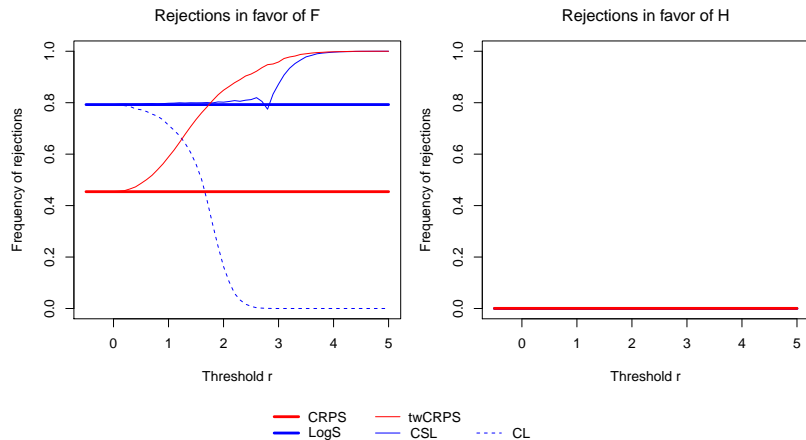 Rejections in favor of F
Frequency of rejections
1.0
0.8
0.6
0.4
0.2
0.0
0 1 2 3 4 5
Threshold r
Rejections in favor of H
Frequency of rejections
1.0
0.8
0.6
0.4
0.2
0.0
0 1 2 3 4 5
Threshold r
CRPS twCRPS
LogS CSL CL